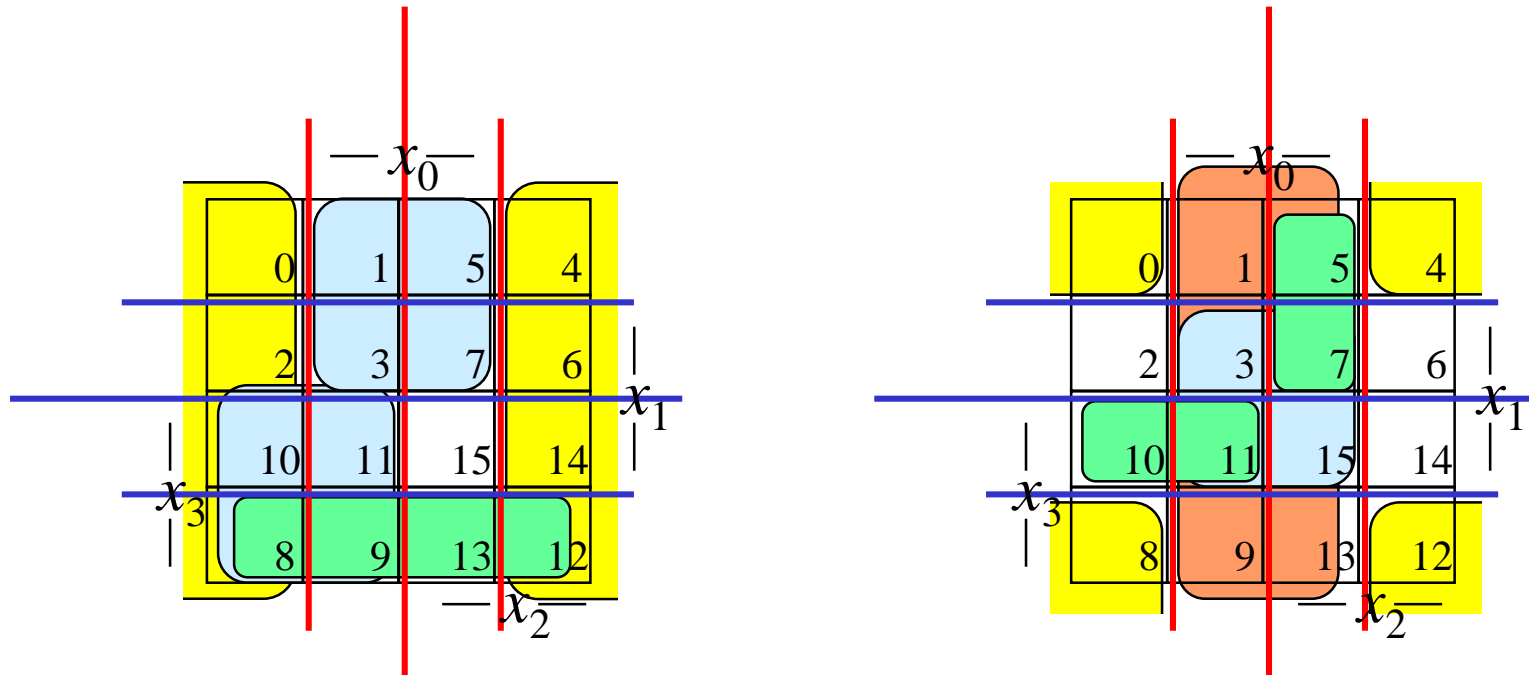 x0 x0
0 1 5 4 0 1 5 4
2 3 7 6 2 3 7 6
x1 x1
10 11 15 14 10 11 15 14
x3 x3
8 9 13 12 8 9 13 12
x2 x2